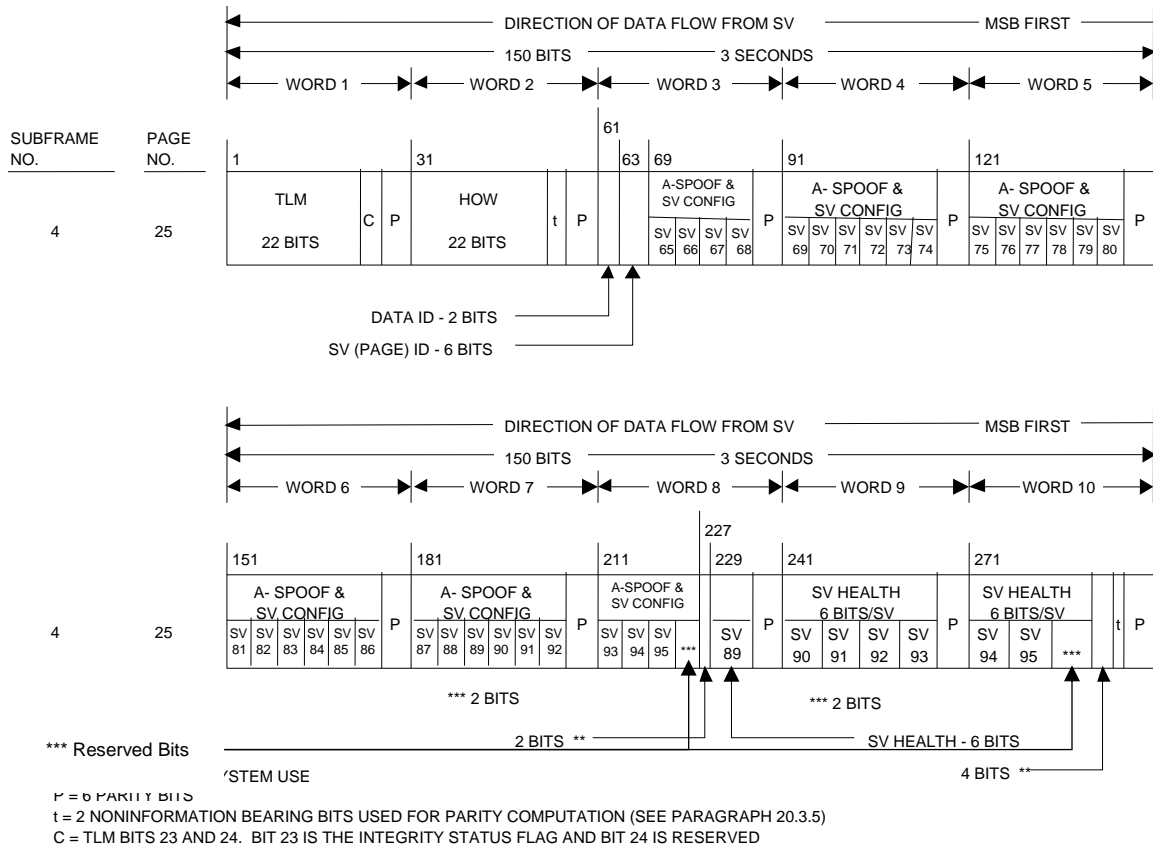 DIRECTION OF DATA FLOW FROM SV MSB FIRST
150 BITS 3 SECONDS
WORD 1 WORD 2 WORD 3 WORD 4 WORD 5
SUBFRAME NO. PAGE NO.
61
1 31 63 69 91 121
4 25
TLM 22 BITS C P
HOW 22 BITS t P
A-SPOOF & SV CONFIG
SV 65 SV 66 SV 67 SV 68 P
A- SPOOF & SV CONFIG
SV 69 SV 70 SV 71 SV 72 SV 73 SV 74 P
A- SPOOF & SV CONFIG
SV 75 SV 76 SV 77 SV 78 SV 79 SV 80 P
DATA ID - 2 BITS
SV (PAGE) ID - 6 BITS
DIRECTION OF DATA FLOW FROM SV MSB FIRST
150 BITS 3 SECONDS
WORD 6 WORD 7 WORD 8 WORD 9 WORD 10
227
151 181 211 229 241 271
4 25
A- SPOOF & SV CONFIG
SV 81 SV 82 SV 83 SV 84 SV 85 SV 86 P
A- SPOOF & SV CONFIG
SV 87 SV 88 SV 89 SV 90 SV 91 SV 92 P
A-SPOOF & SV CONFIG
SV 93 SV 94 SV 95 ***
SV 89 P
SV HEALTH 6 BITS/SV
SV 90 SV 91 SV 92 SV 93 P
SV HEALTH 6 BITS/SV
SV 94 SV 95 *** t P
*** 2 BITS *** 2 BITS
2 BITS ** SV HEALTH - 6 BITS
*** Reserved Bits
4 BITS **
YSTEM USE
P = 6 PARITY BITS
t = 2 NONINFORMATION BEARING BITS USED FOR PARITY COMPUTATION (SEE PARAGRAPH 20.3.5)
C = TLM BITS 23 AND 24. BIT 23 IS THE INTEGRITY STATUS FLAG AND BIT 24 IS RESERVED